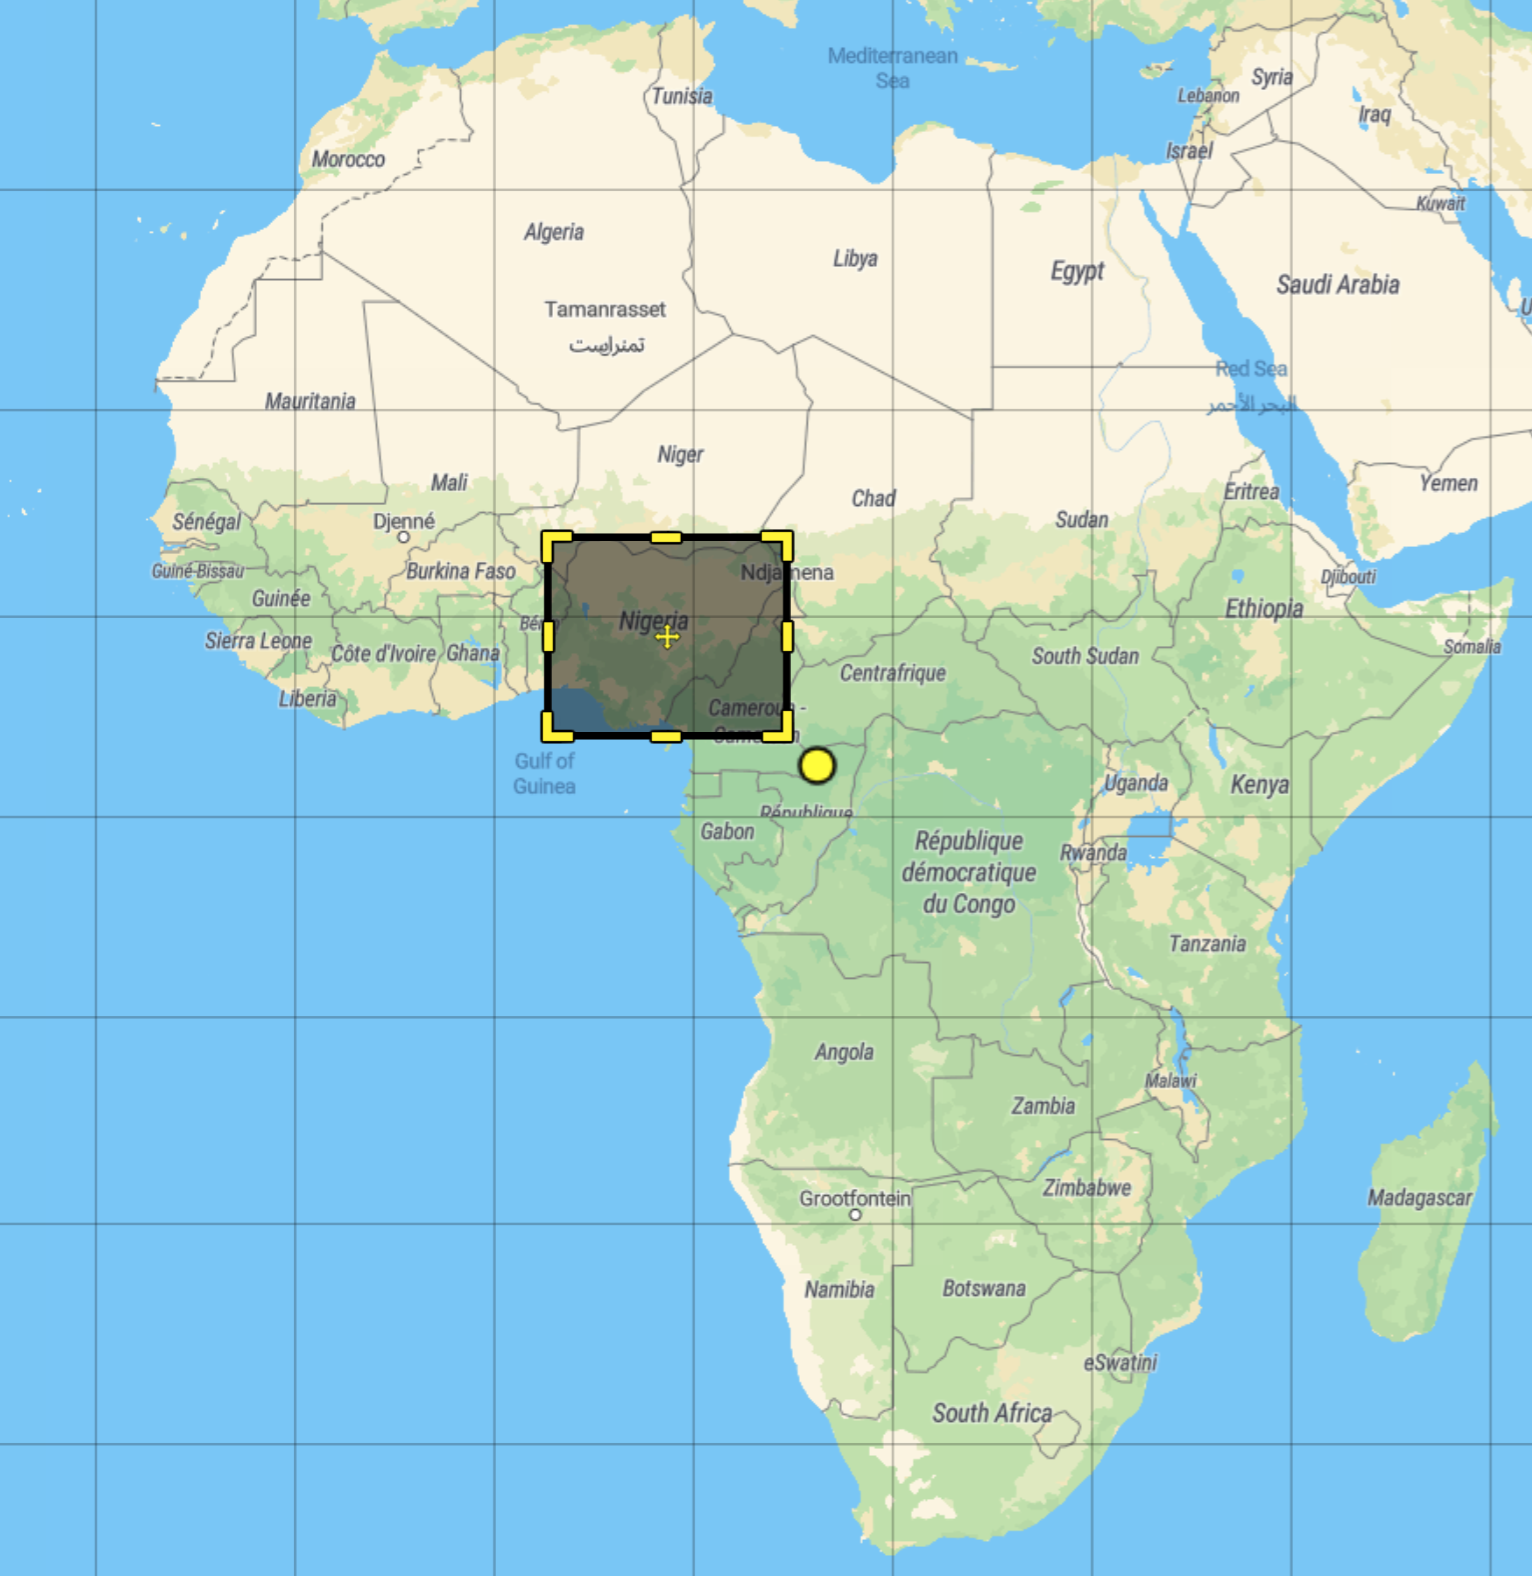 Mediterranean
Sea
Syria
Tunisia
Lebanon
Iraq
Israel
Morocco
Kuwait
Algeria
Libya
Egypt
Saudi Arabia
Tamanrasset
تمنراست
U
Red Sea
البحر الأحمر
Mauritania
Niger
Mali
Chad
Eritrea
Yemen
Sénégal
Djenné
Sudan
Guiné-Bissau
Burkina Faso
Ndjamena
Djibouti
Guinée
Nigeria
Ethiopia
Sierra Leone
Côte d'Ivoire
Ghana
South Sudan
Somalia
Centrafrique
Liberia
Cameroun -
Cameroon
Gulf of
Guinea
Uganda
Kenya
République
Gabon
République
démocratique
du Congo
Rwanda
Tanzania
Angola
Malawi
Zambia
Zimbabwe
Grootfontein
Madagascar
Namibia
Botswana
eSwatini
South Africa